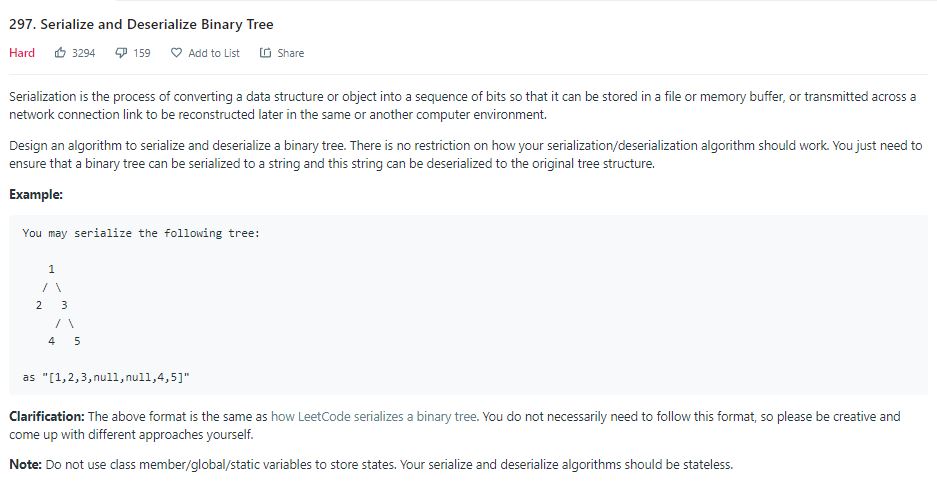 297. Serialize and Deserialize Binary Tree
Hard 3294 159 Add to List Share
Serialization is the process of converting a data structure or object into a sequence of bits so that it can be stored in a file or memory buffer, or transmitted across a
network connection link to be reconstructed later in the same or another computer environment.
Design an algorithm to serialize and deserialize a binary tree. There is no restriction on how your serialization/deserialization algorithm should work. You just need to
ensure that a binary tree can be serialized to a string and this string can be deserialized to the original tree structure.
Example:
You may serialize the following tree:
1
/ \
2 3
/ \
4 5
as "[1,2,3,null,null,4,5]"
Clarification: The above format is the same as how LeetCode serializes a binary tree. You do not necessarily need to follow this format, so please be creative and
come up with different approaches yourself.
Note: Do not use class member/global/static variables to store states. Your serialize and deserialize algorithms should be stateless.